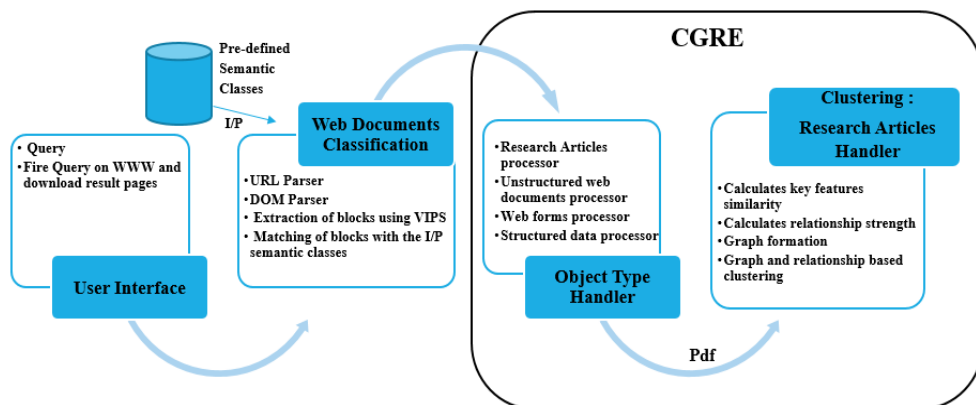 CGRE
Pre-defined
Semantic
Classes
I/P
• Query
• Fire Query on WWW and
download result pages
User Interface
Web Documents
Classification
• URL Parser
• DOM Parser
• Extraction of blocks using VIPS
• Matching of blocks with the I/P
semantic classes
• Research Articles
processor
• Unstructured web
documents processor
• Web forms processor
• Structured data processor
Object Type
Handler
Pdf
Clustering :
Research Articles
Handler
• Calculates key features
similarity
• Calculates relationship strength
• Graph formation
• Graph and relationship based
clustering